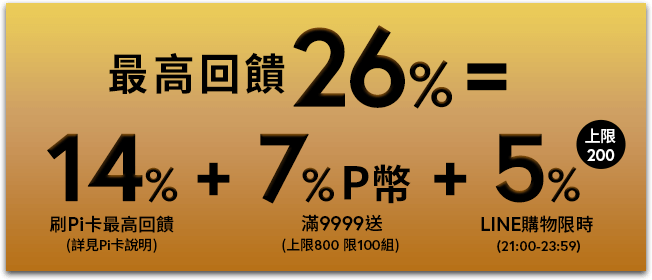 最高回饋26%=
14% + 7%P幣 + 5%
上限
200
刷Pi卡最高回饋
(詳見Pi卡說明)
滿9999送
(上限800 限100組)
LINE購物限時
(21:00-23:59)